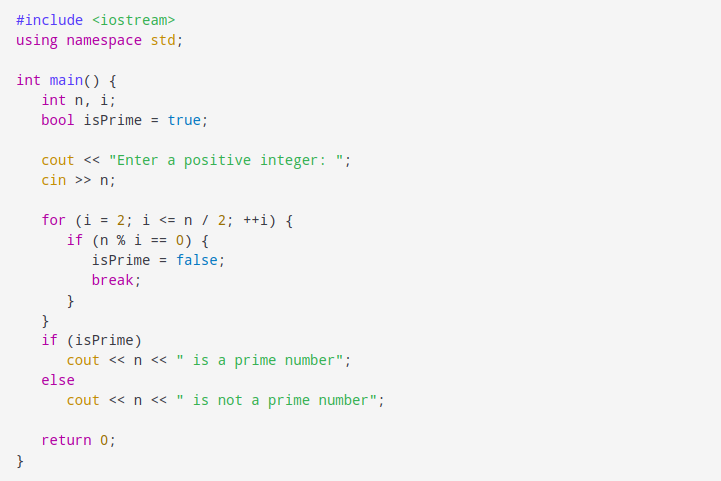 #include <iostream>
using namespace std;

int main() {
   int n, i;
   bool isPrime = true;

   cout << "Enter a positive integer: ";
   cin >> n;

   for (i = 2; i <= n / 2; ++i) {
      if (n % i == 0) {
         isPrime = false;
         break;
      }
   }
   if (isPrime)
      cout << n << " is a prime number";
   else
      cout << n << " is not a prime number";

   return 0;
}